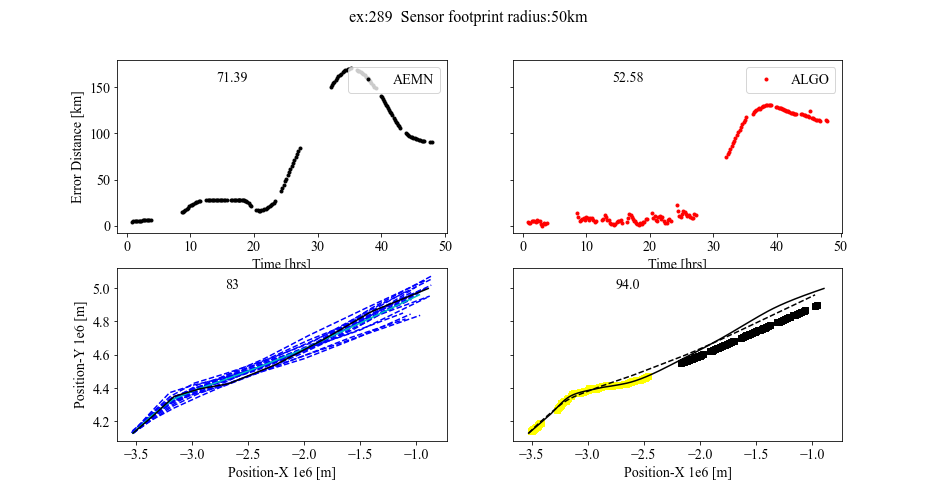 ex:289  Sensor footprint radius:50km
71.39
AEMN
Error Distance [km]
150
100
50
0
0 10 20 30 40 50
Time [hrs]
52.58
ALGO
0 10 20 30 40 50
Time [hrs]
83
Position-Y 1e6 [m]
5.0
4.8
4.6
4.4
4.2
−3.5 −3.0 −2.5 −2.0 −1.5 −1.0
Position-X 1e6 [m]
94.0
−3.5 −3.0 −2.5 −2.0 −1.5 −1.0
Position-X 1e6 [m]